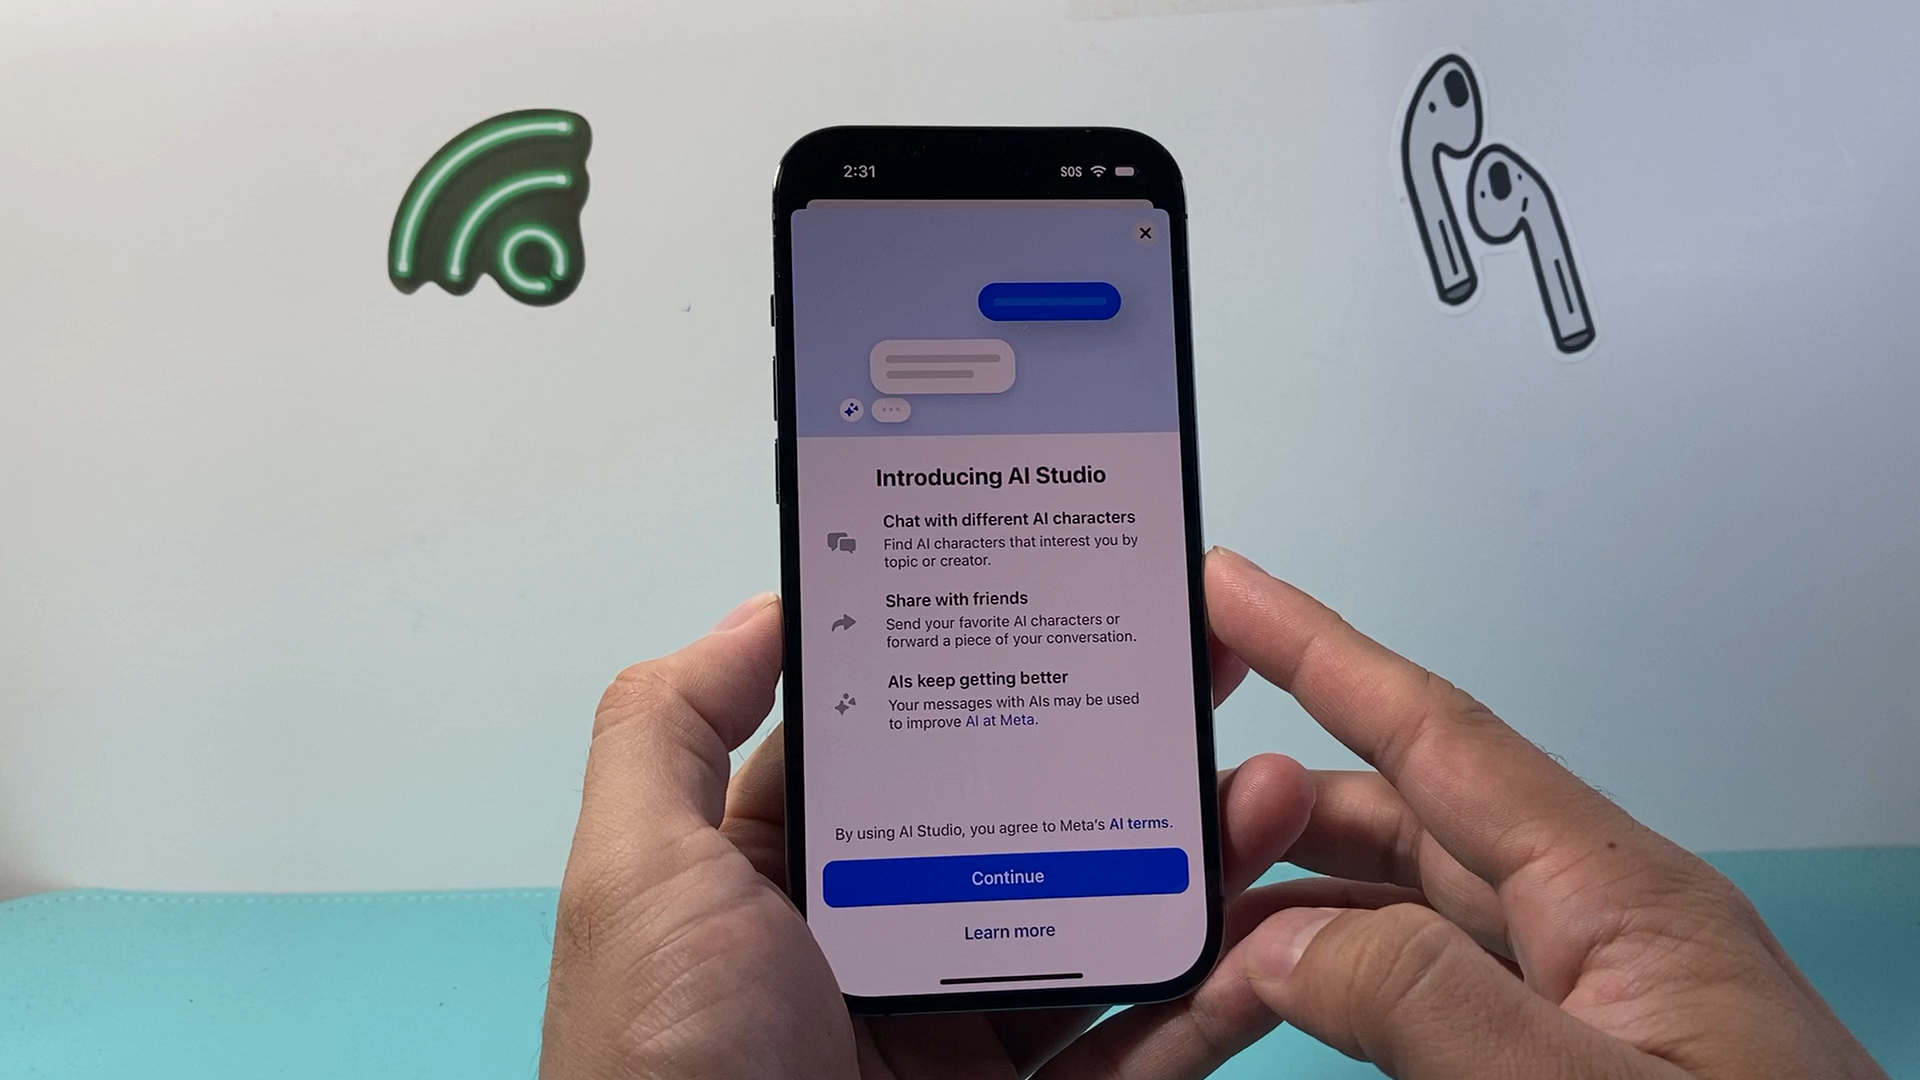 2:31
SOS
Introducing AI Studio
Chat with different AI characters
Find AI characters that interest you by
topic or creator.
Share with friends
Send your favorite AI characters or
forward a piece of your conversation.
AIs keep getting better
Your messages with AIs may be used
to improve AI at Meta.
By using AI Studio, you agree to Meta's AI terms.
Continue
Learn more